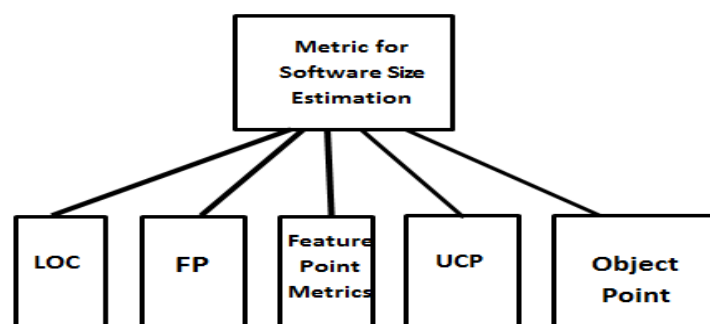 Metric for
Software Size
Estimation
LOC
FP
Feature
Point
Metrics
UCP
Object
Point